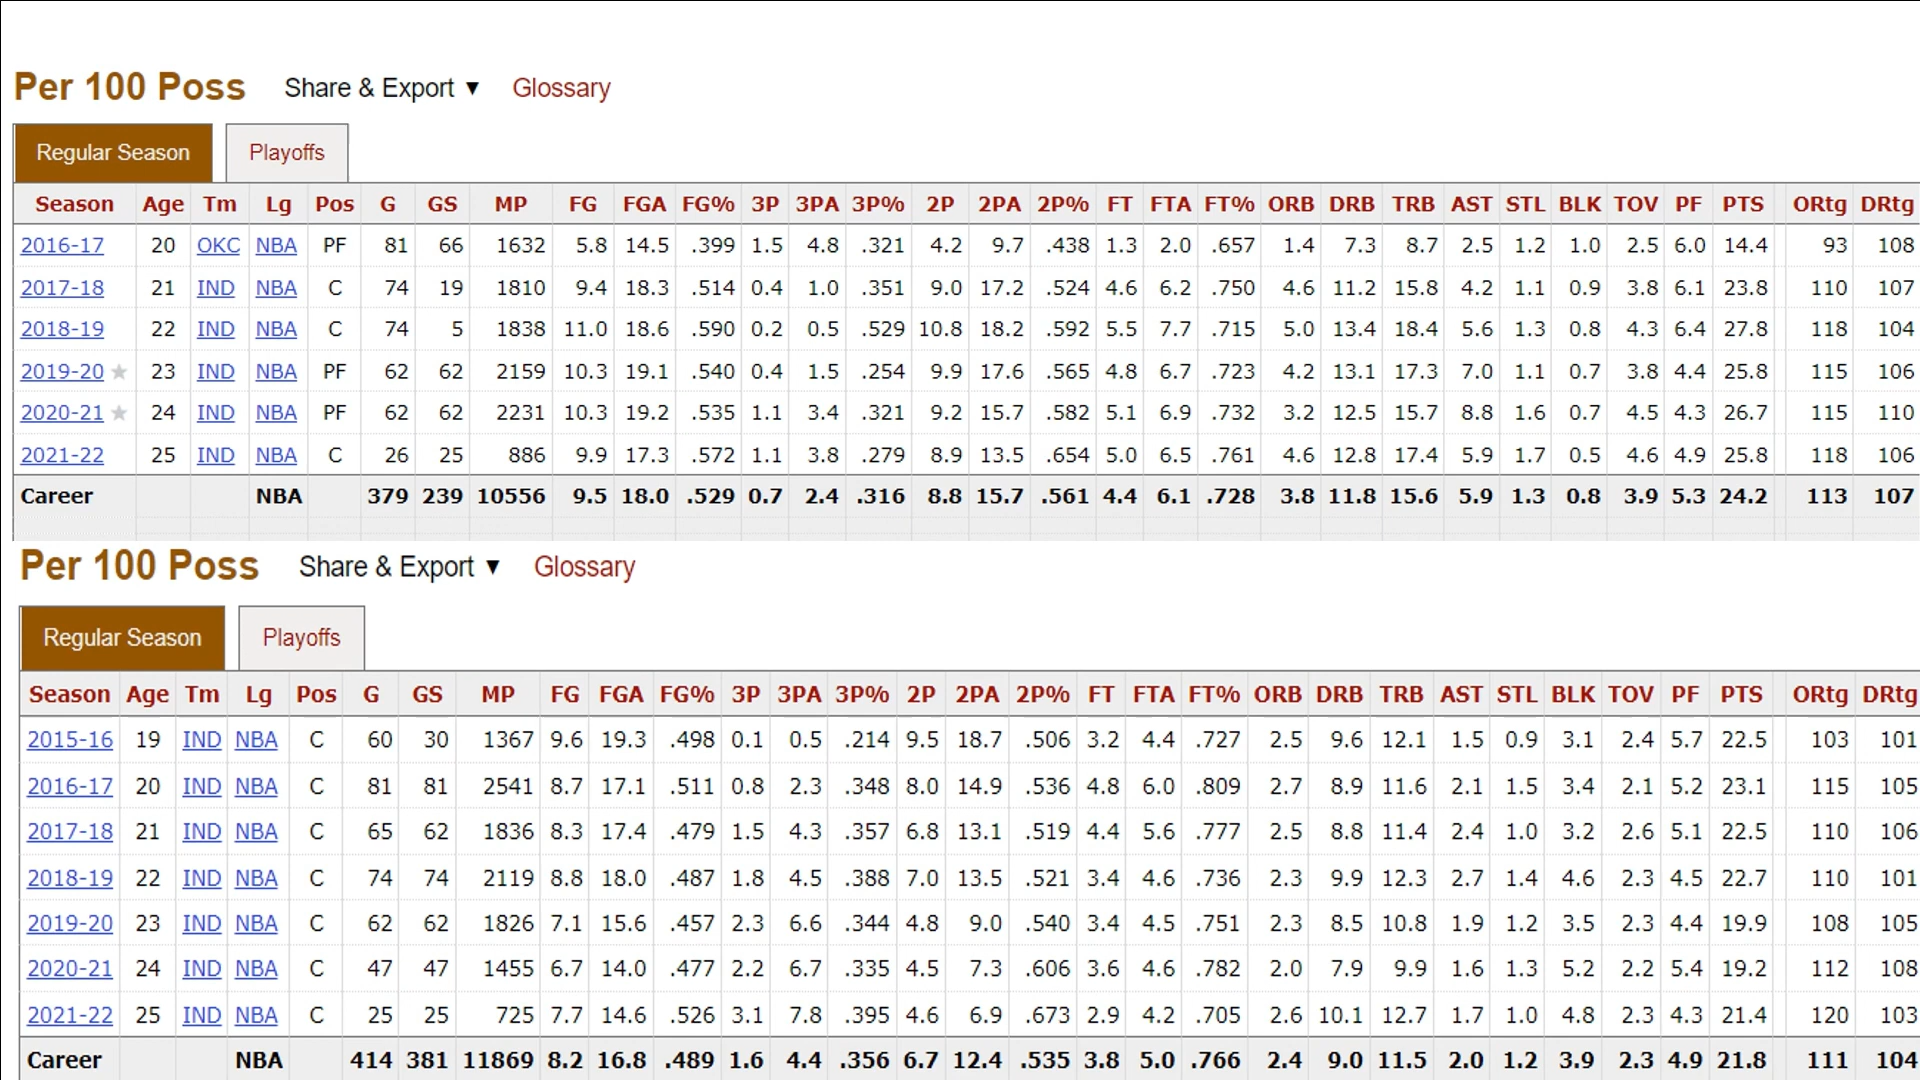 Per 100 Poss Share & Export ▼ Glossary
Regular Season Playoffs
Season Age Tm Lg Pos G GS MP FG FGA FG% 3P 3PA 3P% 2P 2PA 2P% FT FTA FT% ORB DRB TRB AST STL BLK TOV PF PTS ORtg DRtg
2016-17 20 OKC NBA PF 81 66 1632 5.8 14.5 .399 1.5 4.8 .321 4.2 9.7 .438 1.3 2.0 .657 1.4 7.3 8.7 2.5 1.2 1.0 2.5 6.0 14.4 93 108
2017-18 21 IND NBA C 74 19 1810 9.4 18.3 .514 0.4 1.0 .351 9.0 17.2 .524 4.6 6.2 .750 4.6 11.2 15.8 4.2 1.1 0.9 3.8 6.1 23.8 110 107
2018-19 22 IND NBA C 74 5 1838 11.0 18.6 .590 0.2 0.5 .529 10.8 18.2 .592 5.5 7.7 .715 5.0 13.4 18.4 5.6 1.3 0.8 4.3 6.4 27.8 118 104
2019-20 ★ 23 IND NBA PF 62 62 2159 10.3 19.1 .540 0.4 1.5 .254 9.9 17.6 .565 4.8 6.7 .723 4.2 13.1 17.3 7.0 1.1 0.7 3.8 4.4 25.8 115 106
2020-21 ★ 24 IND NBA PF 62 62 2231 10.3 19.2 .535 1.1 3.4 .321 9.2 15.7 .582 5.1 6.9 .732 3.2 12.5 15.7 8.8 1.6 0.7 4.5 4.3 26.7 115 110
2021-22 25 IND NBA C 26 25 886 9.9 17.3 .572 1.1 3.8 .279 8.9 13.5 .654 5.0 6.5 .761 4.6 12.8 17.4 5.9 1.7 0.5 4.6 4.9 25.8 118 106
Career NBA 379 239 10556 9.5 18.0 .529 0.7 2.4 .316 8.8 15.7 .561 4.4 6.1 .728 3.8 11.8 15.6 5.9 1.3 0.8 3.9 5.3 24.2 113 107
Per 100 Poss Share & Export ▼ Glossary
Regular Season Playoffs
Season Age Tm Lg Pos G GS MP FG FGA FG% 3P 3PA 3P% 2P 2PA 2P% FT FTA FT% ORB DRB TRB AST STL BLK TOV PF PTS ORtg DRtg
2015-16 19 IND NBA C 60 30 1367 9.6 19.3 .498 0.1 0.5 .214 9.5 18.7 .506 3.2 4.4 .727 2.5 9.6 12.1 1.5 0.9 3.1 2.4 5.7 22.5 103 101
2016-17 20 IND NBA C 81 81 2541 8.7 17.1 .511 0.8 2.3 .348 8.0 14.9 .536 4.8 6.0 .809 2.7 8.9 11.6 2.1 1.5 3.4 2.1 5.2 23.1 115 105
2017-18 21 IND NBA C 65 62 1836 8.3 17.4 .479 1.5 4.3 .357 6.8 13.1 .519 4.4 5.6 .777 2.5 8.8 11.4 2.4 1.0 3.2 2.6 5.1 22.5 110 106
2018-19 22 IND NBA C 74 74 2119 8.8 18.0 .487 1.8 4.5 .388 7.0 13.5 .521 3.4 4.6 .736 2.3 9.9 12.3 2.7 1.4 4.6 2.3 4.5 22.7 110 101
2019-20 23 IND NBA C 62 62 1826 7.1 15.6 .457 2.3 6.6 .344 4.8 9.0 .540 3.4 4.5 .751 2.3 8.5 10.8 1.9 1.2 3.5 2.3 4.4 19.9 108 105
2020-21 24 IND NBA C 47 47 1455 6.7 14.0 .477 2.2 6.7 .335 4.5 7.3 .606 3.6 4.6 .782 2.0 7.9 9.9 1.6 1.3 5.2 2.2 5.4 19.2 112 108
2021-22 25 IND NBA C 25 25 725 7.7 14.6 .526 3.1 7.8 .395 4.6 6.9 .673 2.9 4.2 .705 2.6 10.1 12.7 1.7 1.0 4.8 2.3 4.3 21.4 120 103
Career NBA 414 381 11869 8.2 16.8 .489 1.6 4.4 .356 6.7 12.4 .535 3.8 5.0 .766 2.4 9.0 11.5 2.0 1.2 3.9 2.3 4.9 21.8 111 104